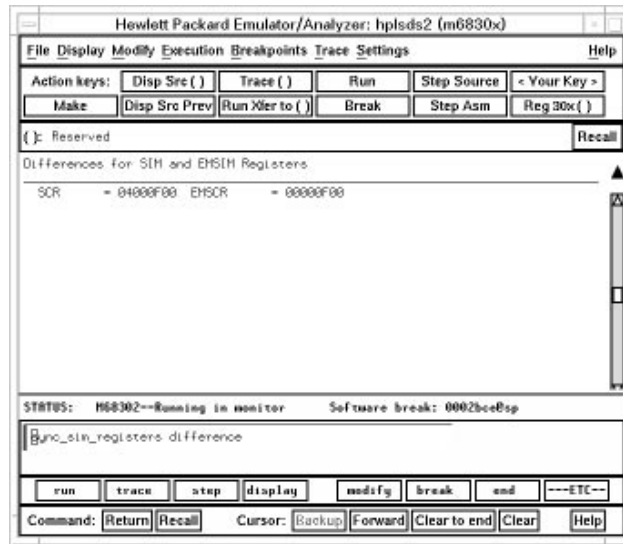 Hewlett Packard Emulator/Analyzer: hplsds2 (m6830x)
File Display Modify Execution Breakpoints Trace Settings Help
Action keys: Disp Src ( ) Trace ( ) Run Step Source < Your Key >
Make Disp Src Prev Run Xfer to ( ) Break Step Asm Reg 30x ( )
( ): Reserved Recall
Differences for SIM and EMSIM Registers
SCR = 04000F00 EMSCR = 00000F00
STATUS: M68302--Running in monitor Software break: 0002bce@sp
sync_sim_registers difference
run trace step display modify break end ---ETC--
Command: Return Recall Cursor: Backup Forward Clear to end Clear Help